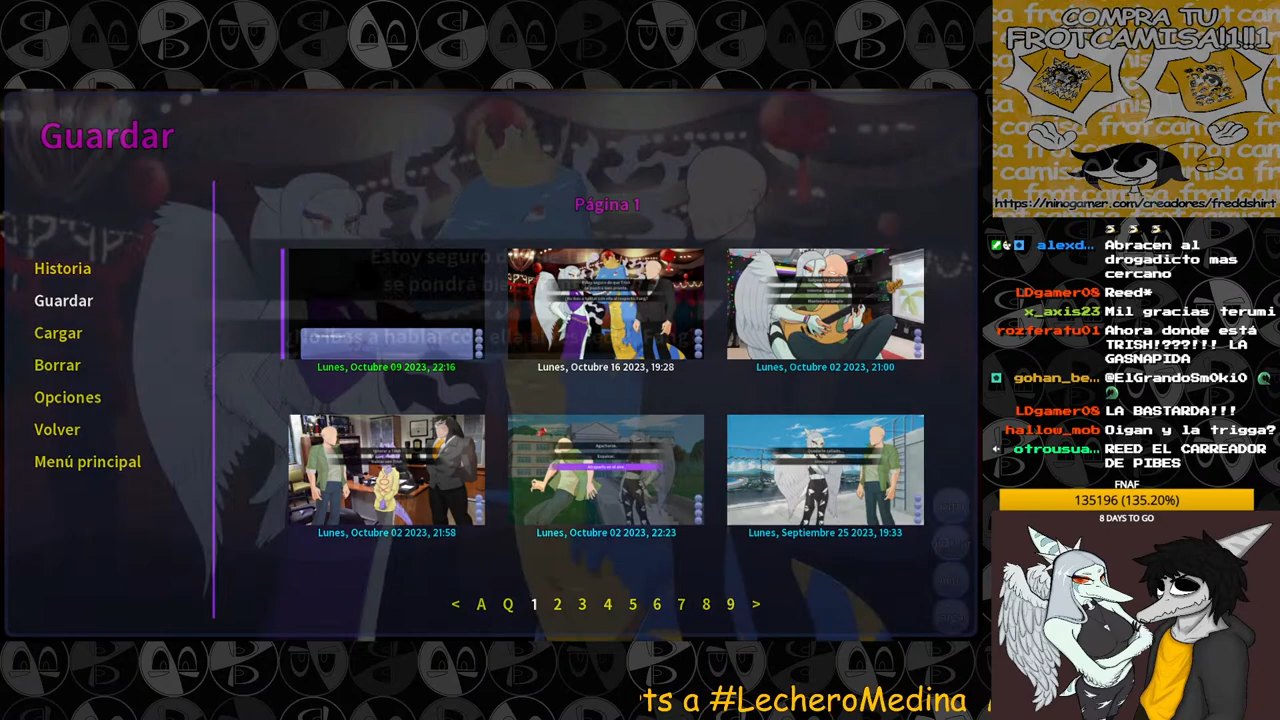 Guardar
Página 1
Historia
Guardar
Cargar
Borrar
Opciones
Volver
Menú principal
Estoy seguro
se pondrá
Lunes, Octubre 09 2023, 22:16
Lunes, Octubre 16 2023, 19:28
Lunes, Octubre 02 2023, 21:00
Lunes, Octubre 02 2023, 21:58
Lunes, Octubre 02 2023, 22:23
Lunes, Septiembre 25 2023, 19:33
< A Q 1 2 3 4 5 6 7 8 9 >
COMPRA TU
FROTCAMISA!1!!1
https://ninogamer.com/creadores/freddshirt
alexd... Abracen al
drogadicto mas
cercano
LDgamer08 Reed*
x_axis23 Mil gracias terumi
rozferatu01 Ahora donde está
TRISH!???!!! LA
GASNAPIDA
gohan_be... @ElGrandoSm0ki0
LDgamer08 LA BASTARDA!!!
hallow_mob Oigan y la trigga?
otrousua... REED EL CARREADOR
DE PIBES
FNAF
135196 (135.20%)
8 DAYS TO GO
ts a #LecheroMedina